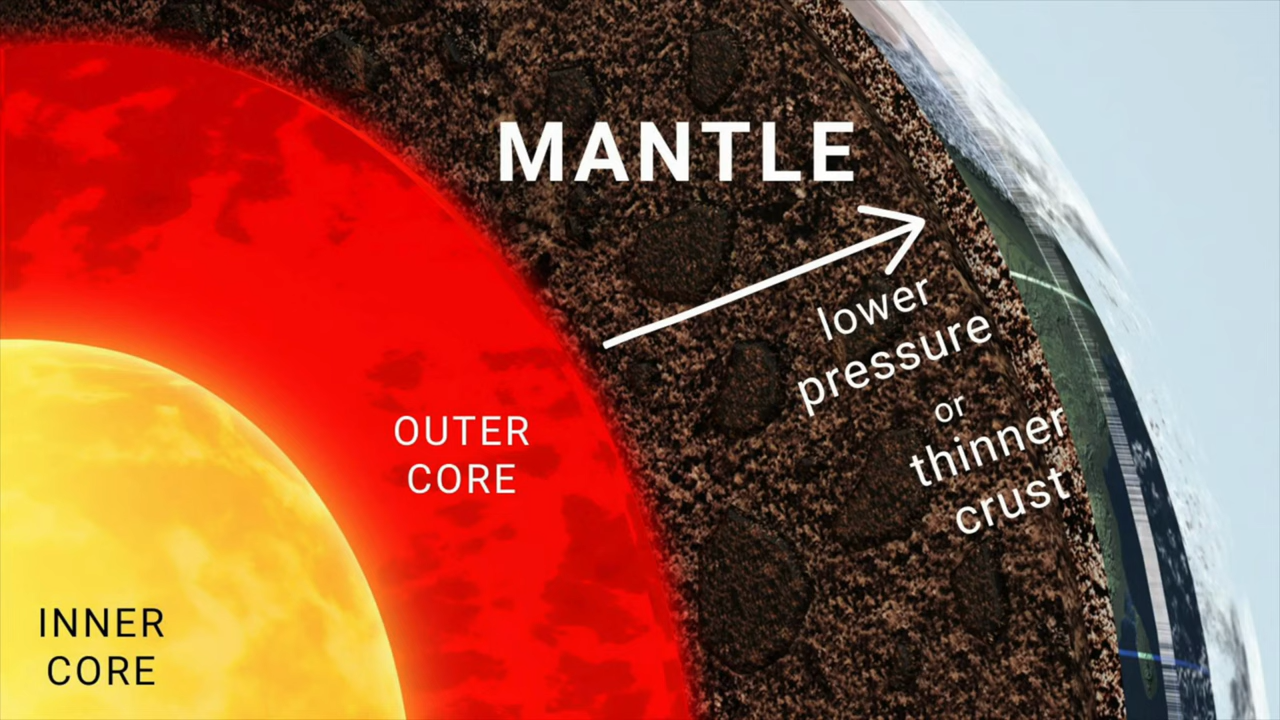 MANTLE
lower
pressure
or
thinner
crust
OUTER
CORE
INNER
CORE